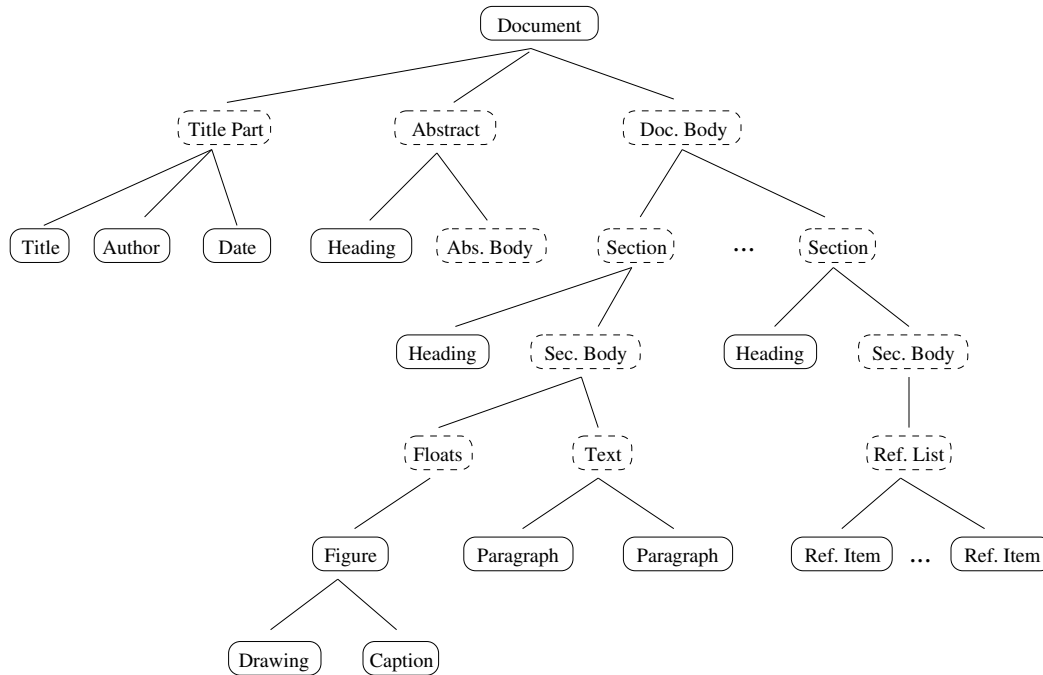 Document
Title Part Abstract Doc. Body
Title Author Date Heading Abs. Body Section ... Section
Heading Sec. Body Heading Sec. Body
Floats Text Ref. List
Figure Paragraph Paragraph Ref. Item ... Ref. Item
Drawing Caption